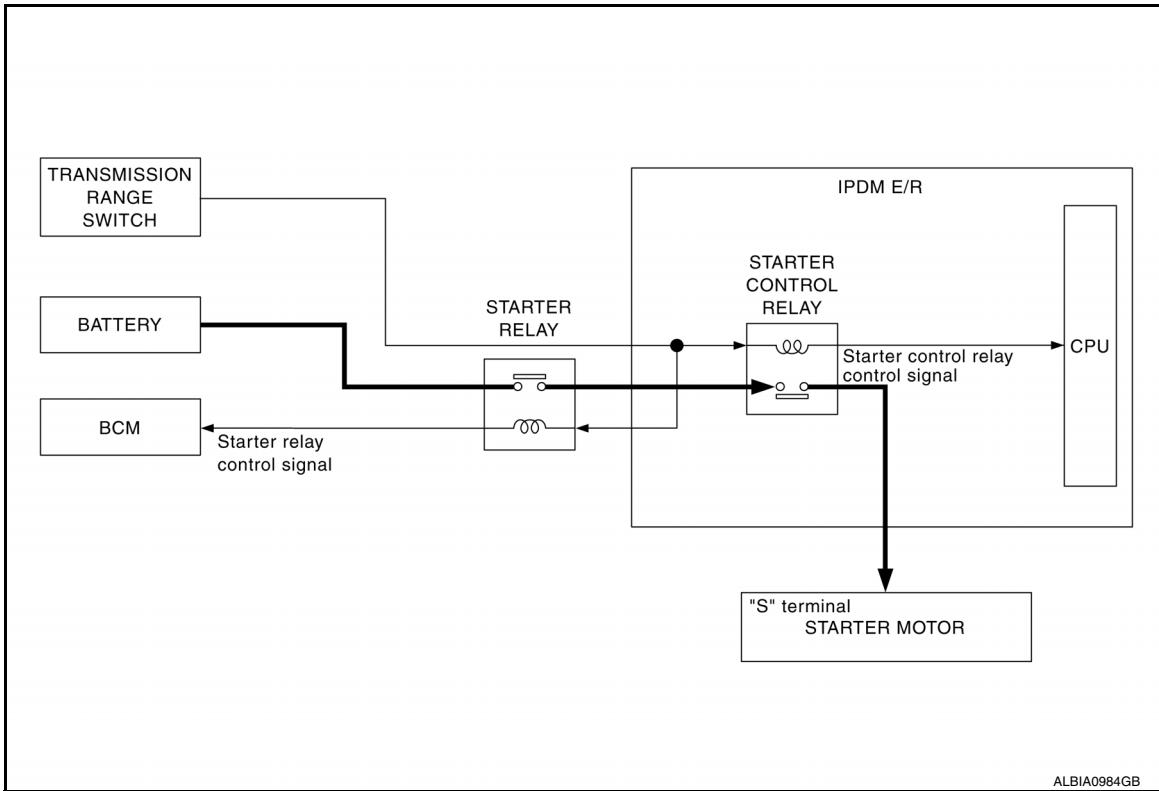 TRANSMISSION
RANGE
SWITCH
IPDM E/R
STARTER
CONTROL
RELAY
BATTERY
STARTER
RELAY
CPU
Starter control relay
control signal
BCM
Starter relay
control signal
"S" terminal
STARTER MOTOR
ALBIA0984GB